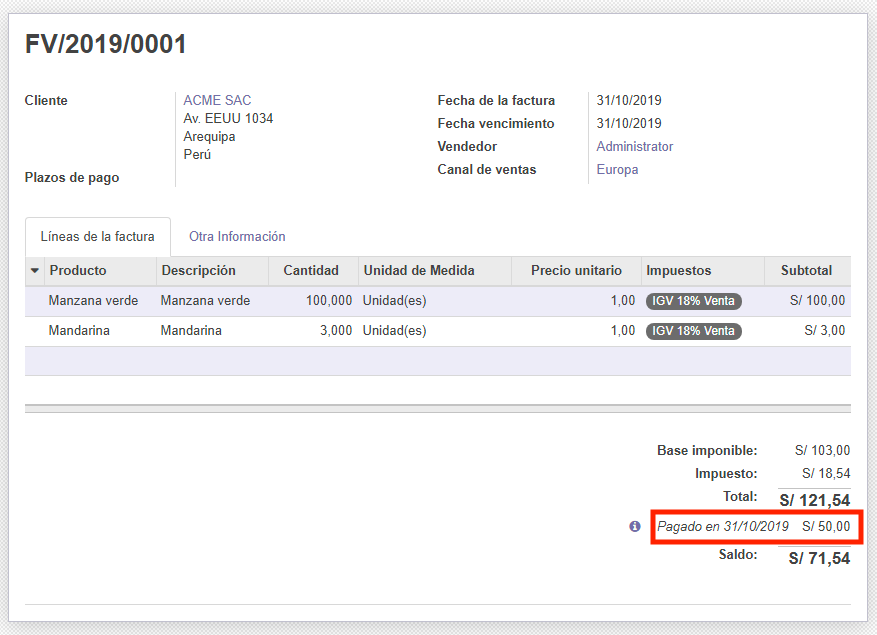 FV/2019/0001
Cliente
ACME SAC
Av. EEUU 1034
Arequipa
Perú
Plazos de pago
Fecha de la factura 31/10/2019
Fecha vencimiento 31/10/2019
Vendedor Administrator
Canal de ventas Europa
Líneas de la factura Otra Información
Producto Descripción Cantidad Unidad de Medida Precio unitario Impuestos Subtotal
Manzana verde Manzana verde 100,000 Unidad(es) 1,00 IGV 18% Venta S/ 100,00
Mandarina Mandarina 3,000 Unidad(es) 1,00 IGV 18% Venta S/ 3,00
Base imponible: S/ 103,00
Impuesto: S/ 18,54
Total: S/ 121,54
Pagado en 31/10/2019 S/ 50,00
Saldo: S/ 71,54